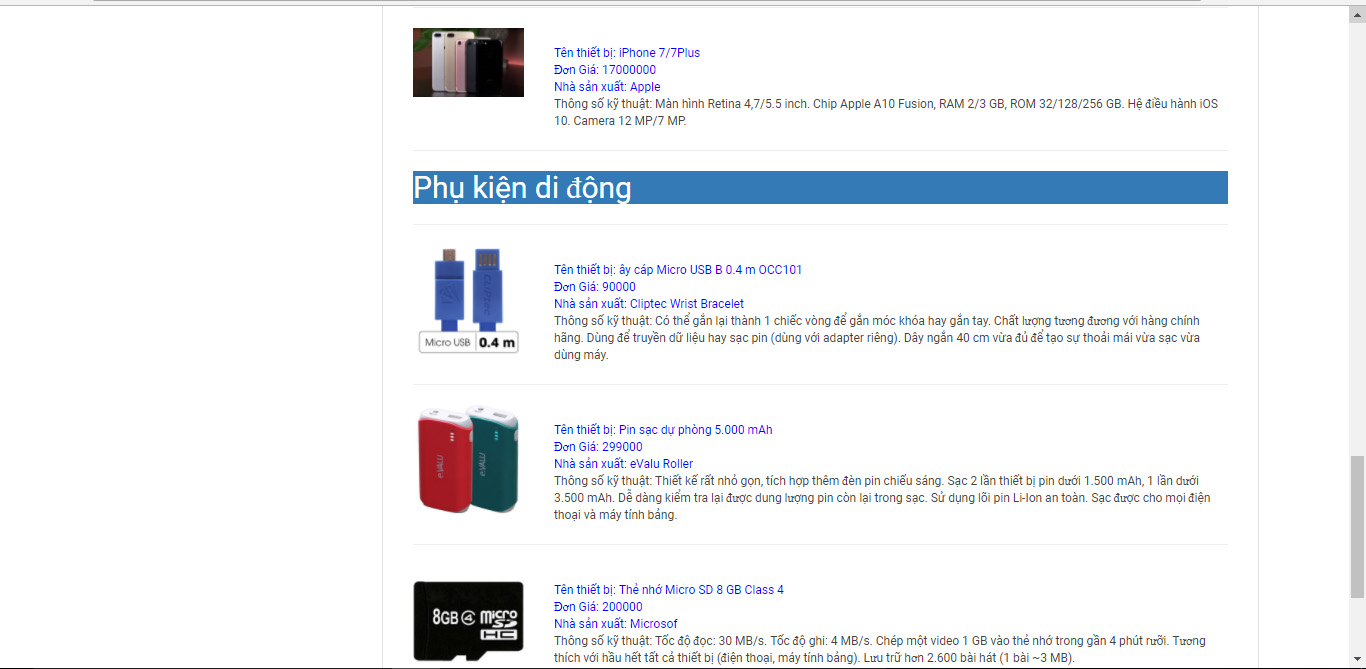 Tên thiết bị: iPhone 7/7Plus
Đơn Giá: 17000000
Nhà sản xuất: Apple
Thông số kỹ thuật: Màn hình Retina 4,7/5.5 inch. Chip Apple A10 Fusion, RAM 2/3 GB, ROM 32/128/256 GB. Hệ điều hành iOS
10. Camera 12 MP/7 MP.
Phụ kiện di động
CLIPtec
Micro USB 0.4 m
Tên thiết bị: ây cáp Micro USB B 0.4 m OCC101
Đơn Giá: 90000
Nhà sản xuất: Cliptec Wrist Bracelet
Thông số kỹ thuật: Có thể gắn lại thành 1 chiếc vòng để gắn móc khóa hay gắn tay. Chất lượng tương đương với hàng chính
hãng. Dùng để truyền dữ liệu hay sạc pin (dùng với adapter riêng). Dây ngắn 40 cm vừa đủ để tạo sự thoải mái vừa sạc vừa
dùng máy.
eValu
eValu
Tên thiết bị: Pin sạc dự phòng 5.000 mAh
Đơn Giá: 299000
Nhà sản xuất: eValu Roller
Thông số kỹ thuật: Thiết kế rất nhỏ gọn, tích hợp thêm đèn pin chiếu sáng. Sạc 2 lần thiết bị pin dưới 1.500 mAh, 1 lần dưới
3.500 mAh. Dễ dàng kiểm tra lại được dung lượng pin còn lại trong sạc. Sử dụng lõi pin Li-Ion an toàn. Sạc được cho mọi điện
thoại và máy tính bảng.
8GB 4 micro
SD
HC
Tên thiết bị: Thẻ nhớ Micro SD 8 GB Class 4
Đơn Giá: 200000
Nhà sản xuất: Microsof
Thông số kỹ thuật: Tốc độ đọc: 30 MB/s. Tốc độ ghi: 4 MB/s. Chép một video 1 GB vào thẻ nhớ trong gần 4 phút rưỡi. Tương
thích với hầu hết tất cả thiết bị (điện thoại, máy tính bảng). Lưu trữ hơn 2.600 bài hát (1 bài ~3 MB).